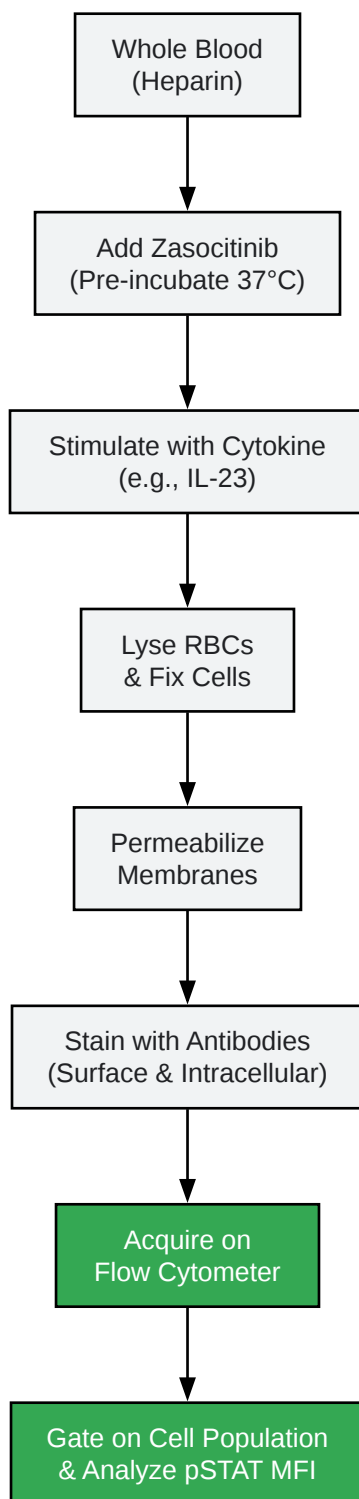 Whole Blood
(Heparin)
Add Zasocitinib
(Pre-incubate 37°C)
Stimulate with Cytokine
(e.g., IL-23)
Lyse RBCs
& Fix Cells
Permeabilize
Membranes
Stain with Antibodies
(Surface & Intracellular)
Acquire on
Flow Cytometer
Gate on Cell Population
& Analyze pSTAT MFI